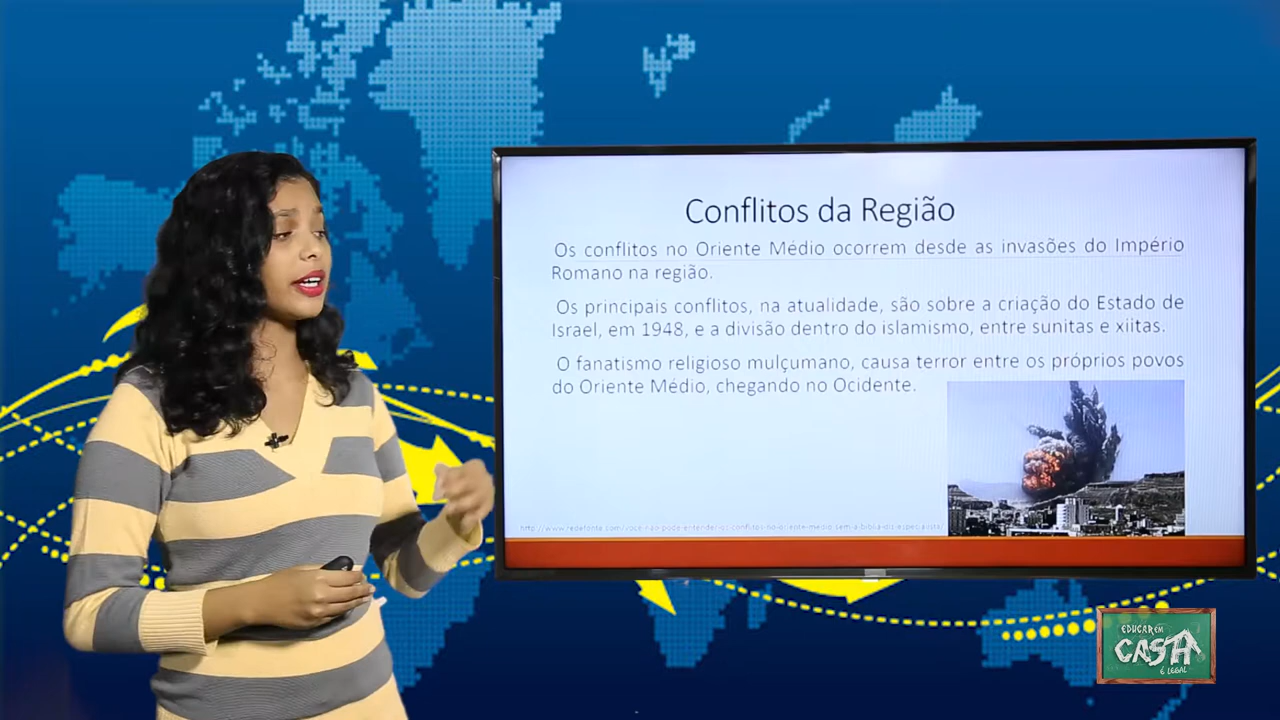 Conflitos da Região
Os conflitos no Oriente Médio ocorrem desde as invasões do Império
Romano na região.
Os principais conflitos, na atualidade, são sobre a criação do Estado de
Israel, em 1948, e a divisão dentro do islamismo, entre sunitas e xiitas.
O fanatismo religioso mulçumano, causa terror entre os próprios povos
do Oriente Médio, chegando no Ocidente.
EDUCAR EM
CASA
É LEGAL